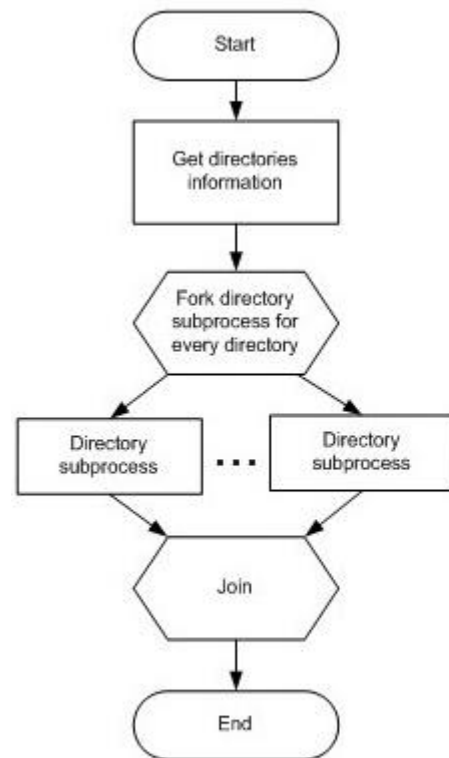 Start
Get directories
information
Fork directory
subprocess for
every directory
Directory
subprocess
...
Directory
subprocess
Join
End